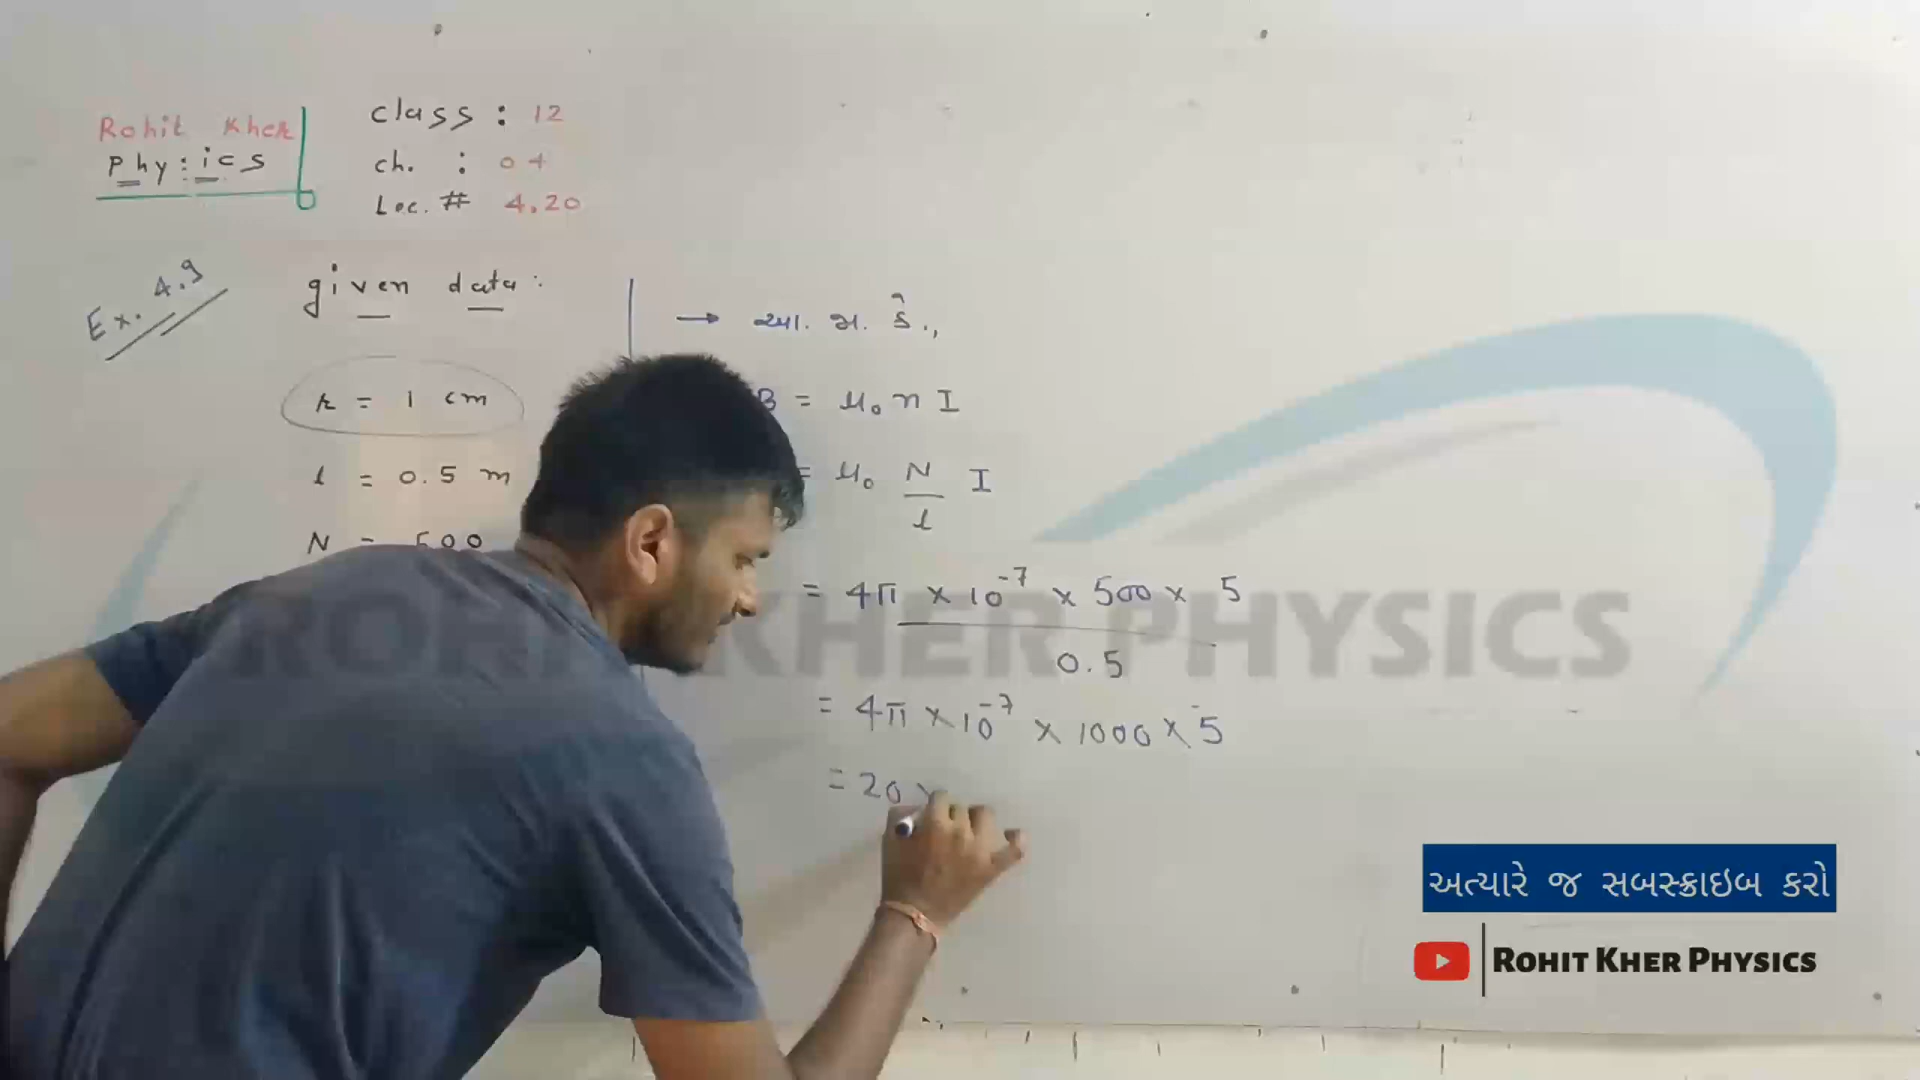 Rohit Kher
Physics
class : 12
ch. : 04
Lec. # 4.20
Ex. 4.9
given data :
r = 1 cm
l = 0.5 m
N = 500
→ આ. મ. ઠે.,
B = μ₀ n I
= μ₀ N/l I
= 4π × 10⁻⁷ × 500 × 5 / 0.5
= 4π × 10⁻⁷ × 1000 × 5
= 20 ×
ROHIT KHER PHYSICS
અત્યારે જ સબસ્ક્રાઇબ કરો
ROHIT KHER PHYSICS